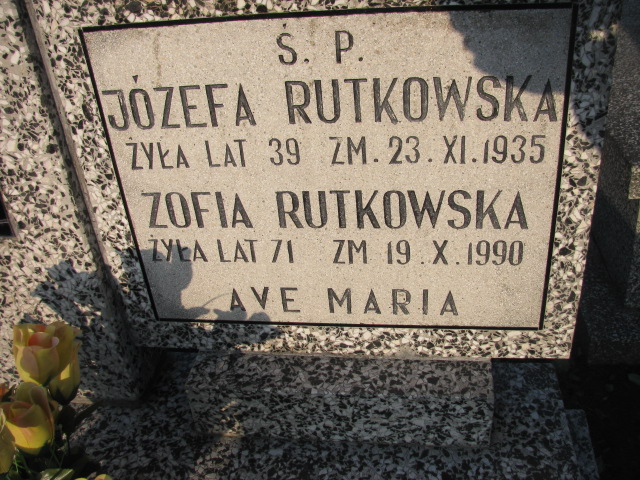 Ś. P.
JÓZEFA RUTKOWSKA
ŻYŁA LAT 39 ZM. 23. XI. 1935
ZOFIA RUTKOWSKA
ŻYŁA LAT 71 ZM 19. X. 1990
AVE MARIA